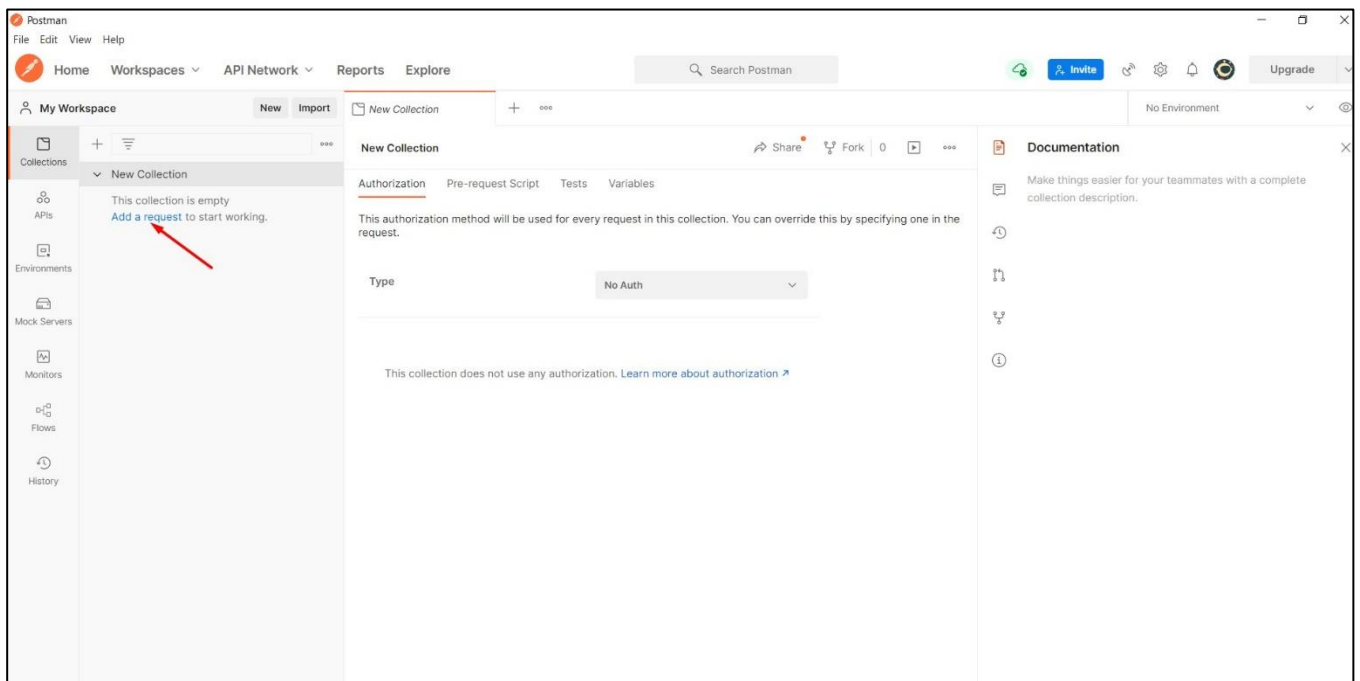 Postman
File Edit View Help
Home Workspaces API Network Reports Explore Search Postman Invite Upgrade
My Workspace New Import New Collection No Environment
Collections
APIs
Environments
Mock Servers
Monitors
Flows
History
New Collection
This collection is empty
Add a request to start working.
New Collection Share Fork 0
Authorization Pre-request Script Tests Variables
This authorization method will be used for every request in this collection. You can override this by specifying one in the
request.
Type No Auth
This collection does not use any authorization. Learn more about authorization
Documentation
Make things easier for your teammates with a complete
collection description.